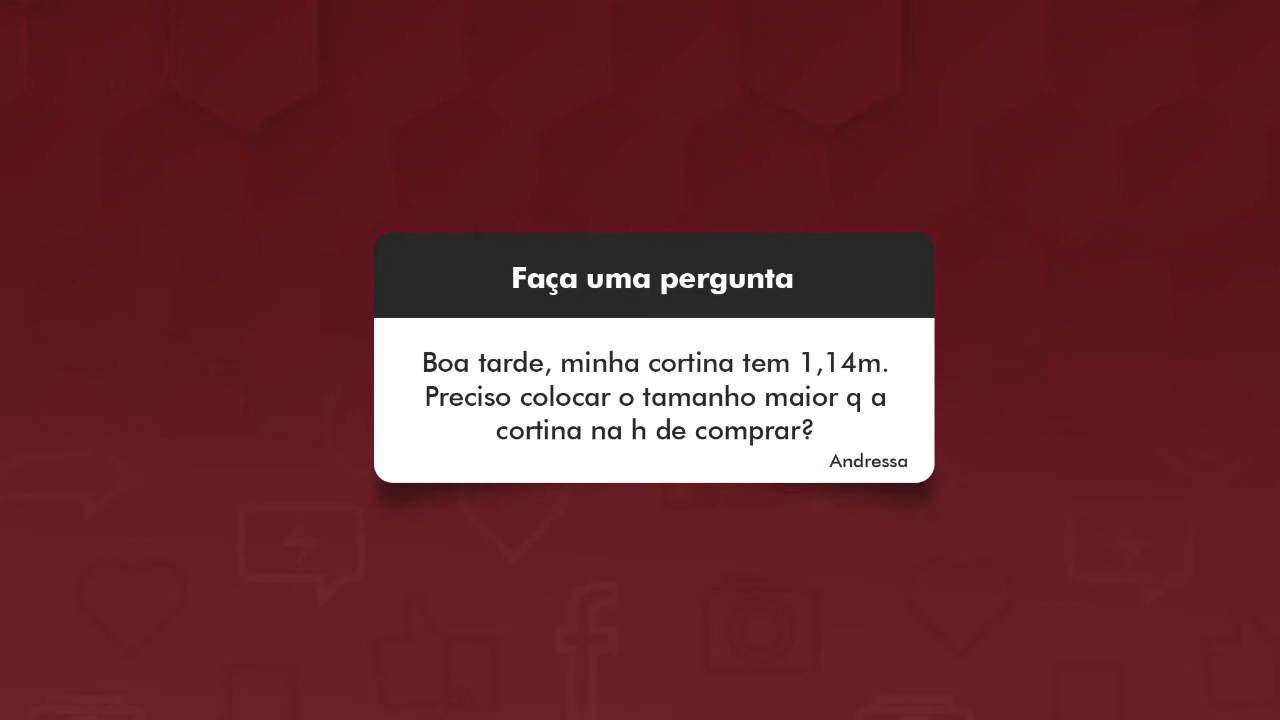 Faça uma pergunta
Boa tarde, minha cortina tem 1,14m.
Preciso colocar o tamanho maior q a
cortina na h de comprar?
Andressa